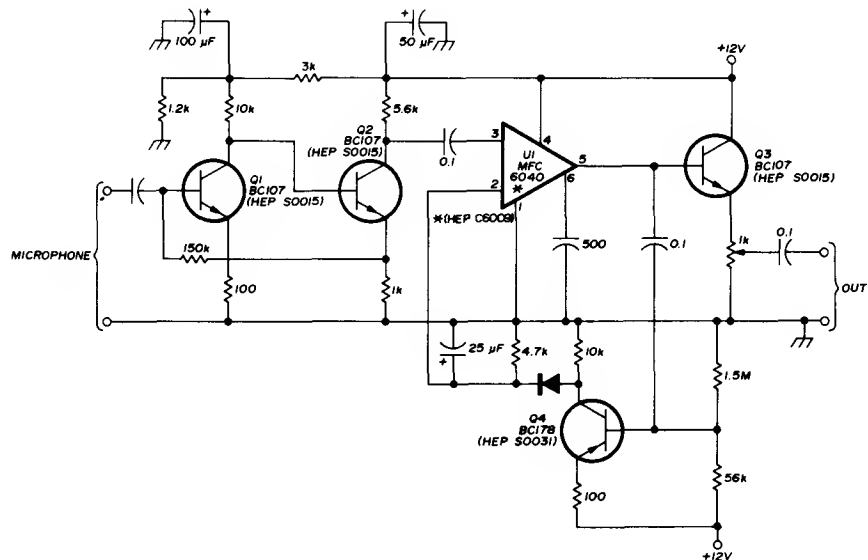 100 µF
+
+
50 µF
+12V
3k
1.2k
10k
5.6k
Q2
BC107
(HEP S0015)
0.1
3
4
U1
MFC
6040
5
2
*
6
1
*(HEP C6009)
Q3
BC107
(HEP S0015)
Q1
BC107
(HEP S0015)
MICROPHONE
150k
100
1k
500
0.1
1k
0.1
OUT
25 µF
+
4.7k
10k
1.5M
Q4
BC178
(HEP S0031)
100
56k
+12V